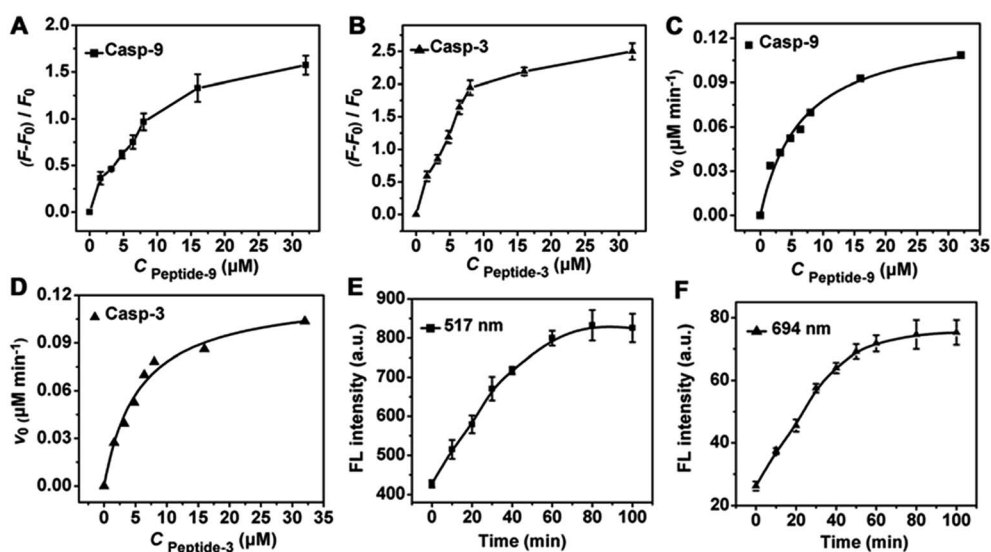 A
Casp-9
2.0
1.5
1.0
0.5
0.0
(F-F0) / F0
0 5 10 15 20 25 30
C Peptide-9 (µM)
B
Casp-3
2.5
2.0
1.5
1.0
0.5
0.0
(F-F0) / F0
0 5 10 15 20 25 30
C Peptide-3 (µM)
C
Casp-9
0.12
0.09
0.06
0.03
0.00
v0 (µM min-1)
0 5 10 15 20 25 30 35
C Peptide-9 (µM)
D
Casp-3
0.12
0.09
0.06
0.03
0.00
v0 (µM min-1)
0 5 10 15 20 25 30 35
C Peptide-3 (µM)
E
517 nm
900
800
700
600
500
400
FL intensity (a.u.)
0 20 40 60 80 100
Time (min)
F
694 nm
80
60
40
20
FL intensity (a.u.)
0 20 40 60 80 100
Time (min)